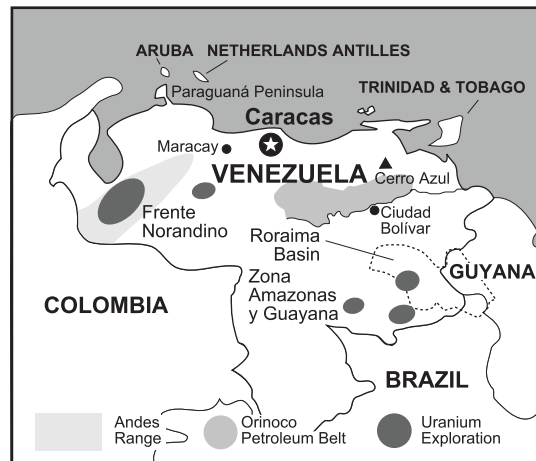 ARUBA NETHERLANDS ANTILLES
Paraguaná Peninsula
TRINIDAD & TOBAGO
Caracas
Maracay
VENEZUELA
Cerro Azul
Frente
Norandino
Ciudad
Bolívar
Roraima
Basin
GUYANA
Zona
Amazonas
y Guayana
COLOMBIA
BRAZIL
Andes
Range
Orinoco
Petroleum Belt
Uranium
Exploration